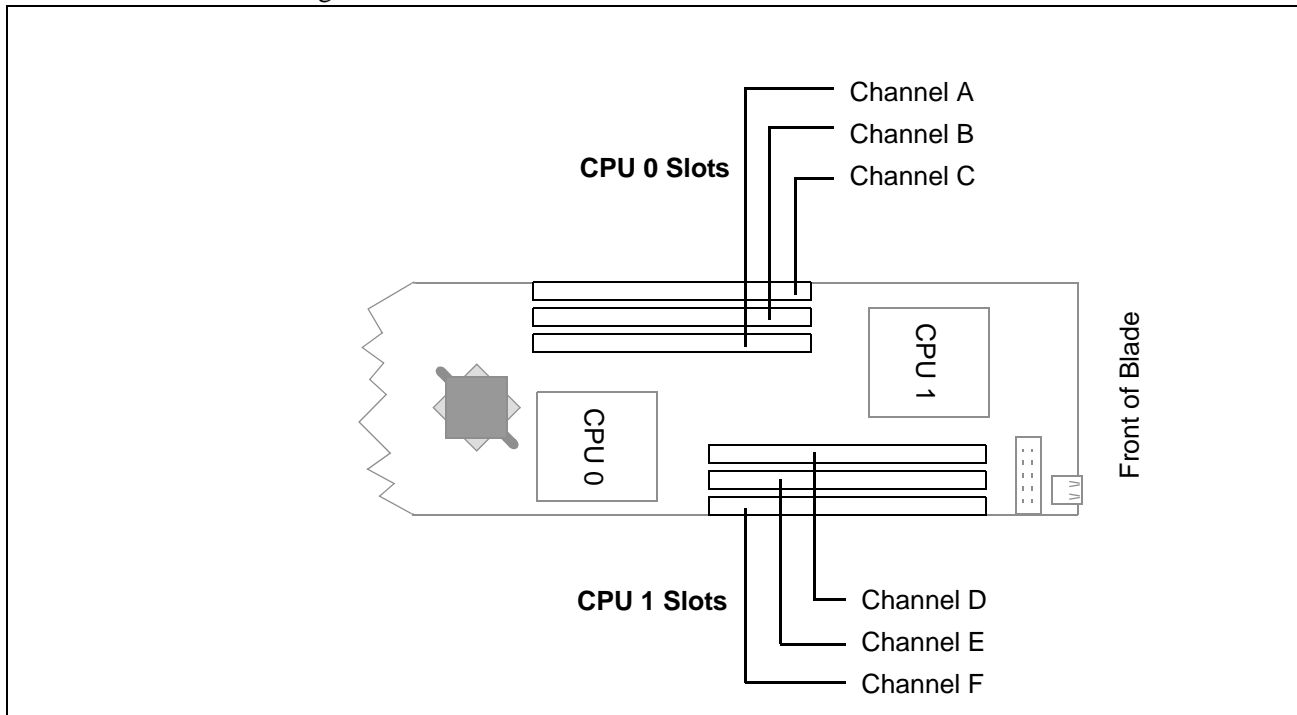 Channel A
Channel B
CPU 0 Slots
Channel C
CPU 1
Front of Blade
CPU 0
CPU 1 Slots
Channel D
Channel E
Channel F